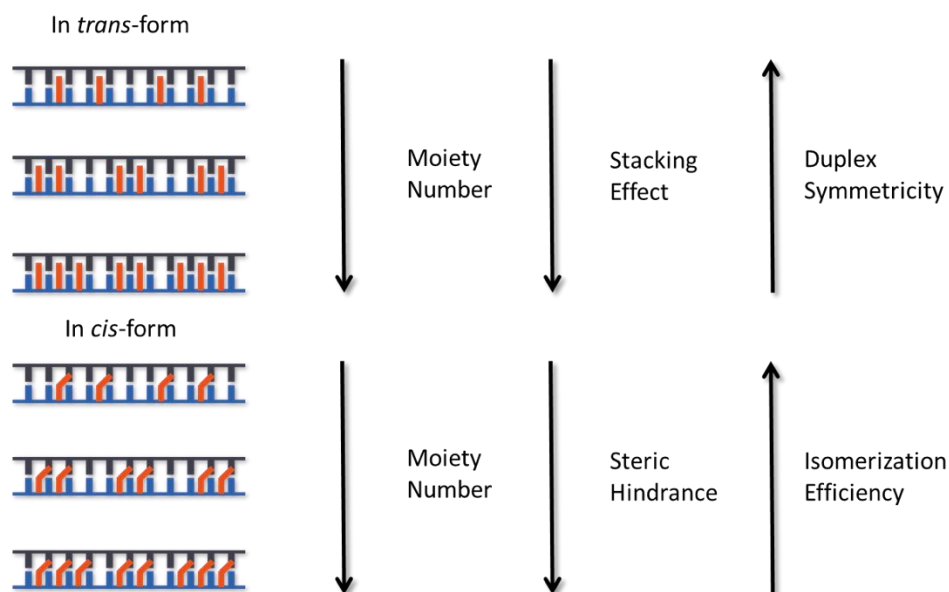 In trans-form
Moiety
Number
Stacking
Effect
Duplex
Symmetricity
In cis-form
Moiety
Number
Steric
Hindrance
Isomerization
Efficiency